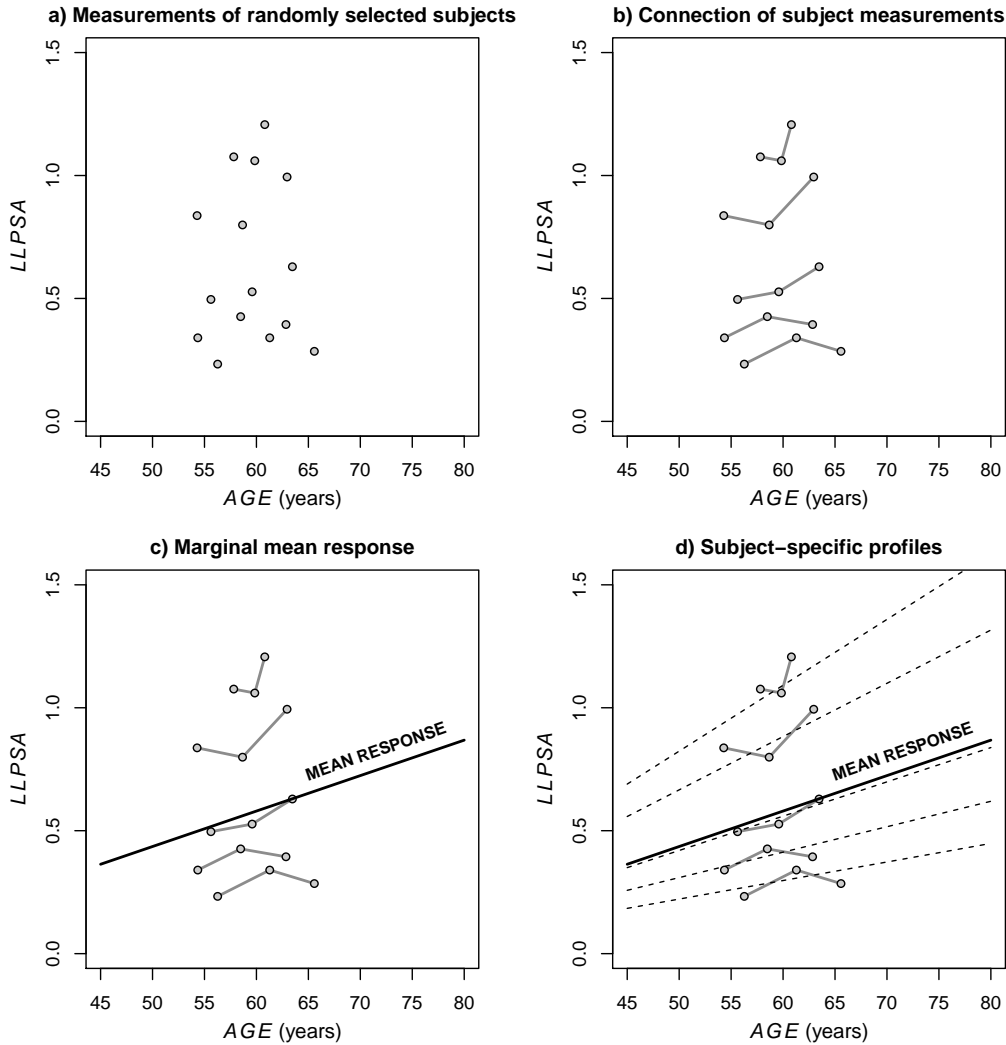 a) Measurements of randomly selected subjects
LLPSA
1.5
1.0
0.5
0.0
45 50 55 60 65 70 75 80
AGE (years)
b) Connection of subject measurements
LLPSA
1.5
1.0
0.5
0.0
45 50 55 60 65 70 75 80
AGE (years)
c) Marginal mean response
LLPSA
1.5
1.0
0.5
0.0
MEAN RESPONSE
45 50 55 60 65 70 75 80
AGE (years)
d) Subject−specific profiles
LLPSA
1.5
1.0
0.5
0.0
MEAN RESPONSE
45 50 55 60 65 70 75 80
AGE (years)